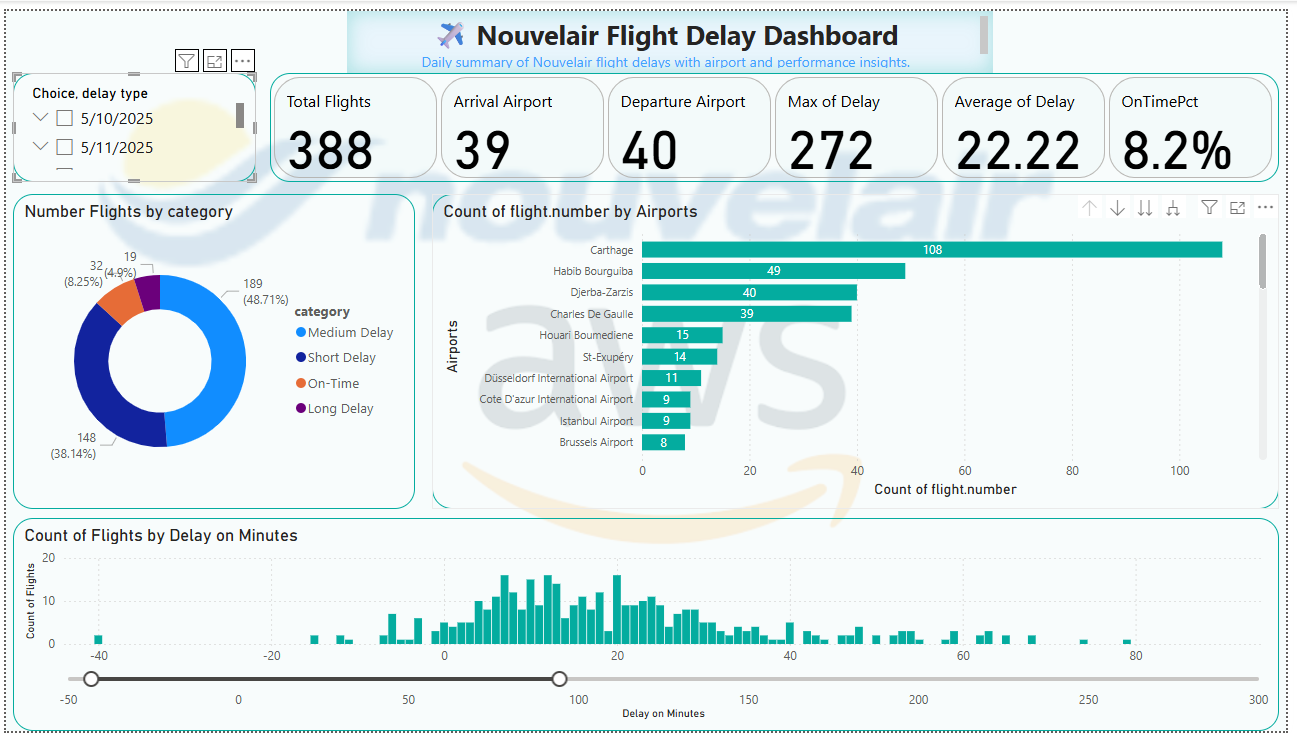 Nouvelair Flight Delay Dashboard
Daily summary of Nouvelair flight delays with airport and performance insights.
Choice, delay type
5/10/2025
5/11/2025
Total Flights
388
Arrival Airport
39
Departure Airport
40
Max of Delay
272
Average of Delay
22.22
OnTimePct
8.2%
nouvelair
aws
Number Flights by category
19
(4.9%)
32
(8.25%)
189
(48.71%)
148
(38.14%)
category
Medium Delay
Short Delay
On-Time
Long Delay
Count of flight.number by Airports
Airports
Carthage 108
Habib Bourguiba 49
Djerba-Zarzis 40
Charles De Gaulle 39
Houari Boumediene 15
St-Exupéry 14
Düsseldorf International Airport 11
Cote D'azur International Airport 9
Istanbul Airport 9
Brussels Airport 8
0 20 40 60 80 100
Count of flight.number
Count of Flights by Delay on Minutes
Count of Flights
20
10
0
-40 -20 0 20 40 60 80
-50 0 50 100 150 200 250 300
Delay on Minutes